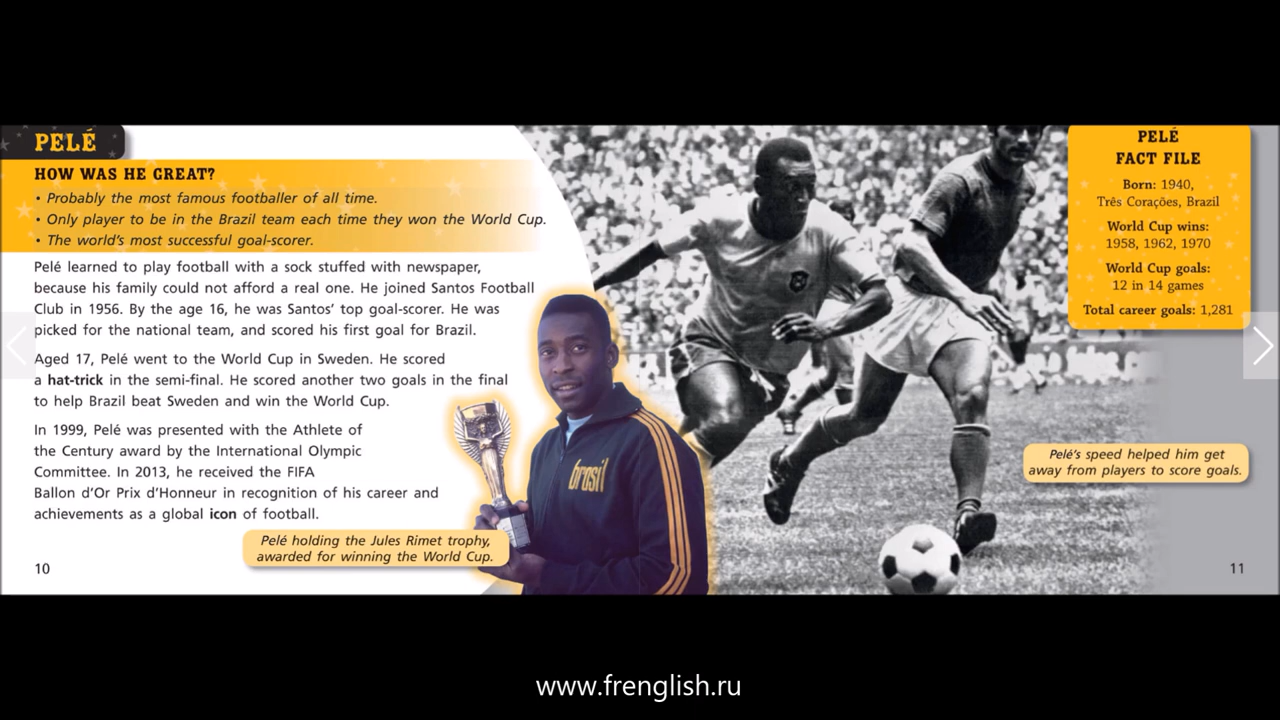 PELÉ
HOW WAS HE GREAT?
• Probably the most famous footballer of all time.
• Only player to be in the Brazil team each time they won the World Cup.
• The world's most successful goal-scorer.
Pelé learned to play football with a sock stuffed with newspaper,
because his family could not afford a real one. He joined Santos Football
Club in 1956. By the age 16, he was Santos' top goal-scorer. He was
picked for the national team, and scored his first goal for Brazil.
Aged 17, Pelé went to the World Cup in Sweden. He scored
a hat-trick in the semi-final. He scored another two goals in the final
to help Brazil beat Sweden and win the World Cup.
In 1999, Pelé was presented with the Athlete of
the Century award by the International Olympic
Committee. In 2013, he received the FIFA
Ballon d'Or Prix d'Honneur in recognition of his career and
achievements as a global icon of football.
brasil
Pelé holding the Jules Rimet trophy,
awarded for winning the World Cup.
10
PELÉ
FACT FILE
Born: 1940,
Três Corações, Brazil
World Cup wins:
1958, 1962, 1970
World Cup goals:
12 in 14 games
Total career goals: 1,281
Pelé's speed helped him get
away from players to score goals.
11
www.frenglish.ru